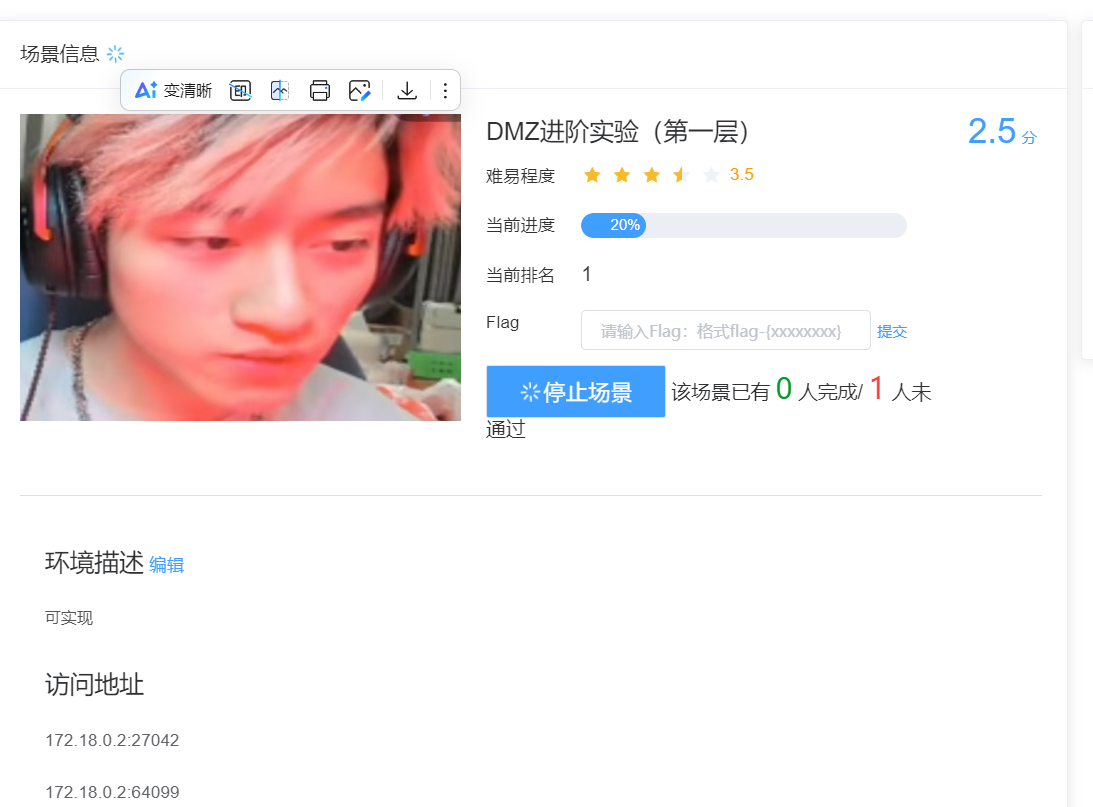 场景信息
Ai 变清晰
DMZ进阶实验（第一层）
2.5 分
难易程度 3.5
当前进度 20%
当前排名 1
Flag 请输入Flag：格式flag-{xxxxxxxx} 提交
停止场景 该场景已有 0 人完成/ 1 人未
通过
环境描述 编辑
可实现
访问地址
172.18.0.2:27042
172.18.0.2:64099